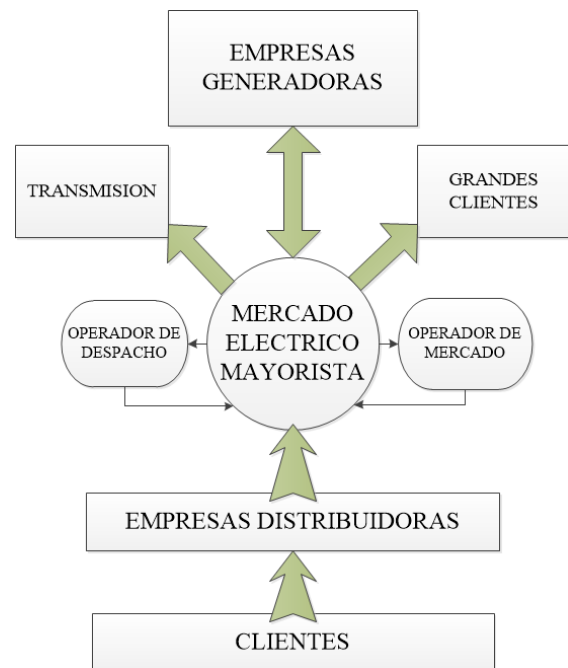 EMPRESAS
GENERADORAS
TRANSMISION
GRANDES
CLIENTES
OPERADOR DE
DESPACHO
MERCADO
ELECTRICO
MAYORISTA
OPERADOR DE
MERCADO
EMPRESAS DISTRIBUIDORAS
CLIENTES